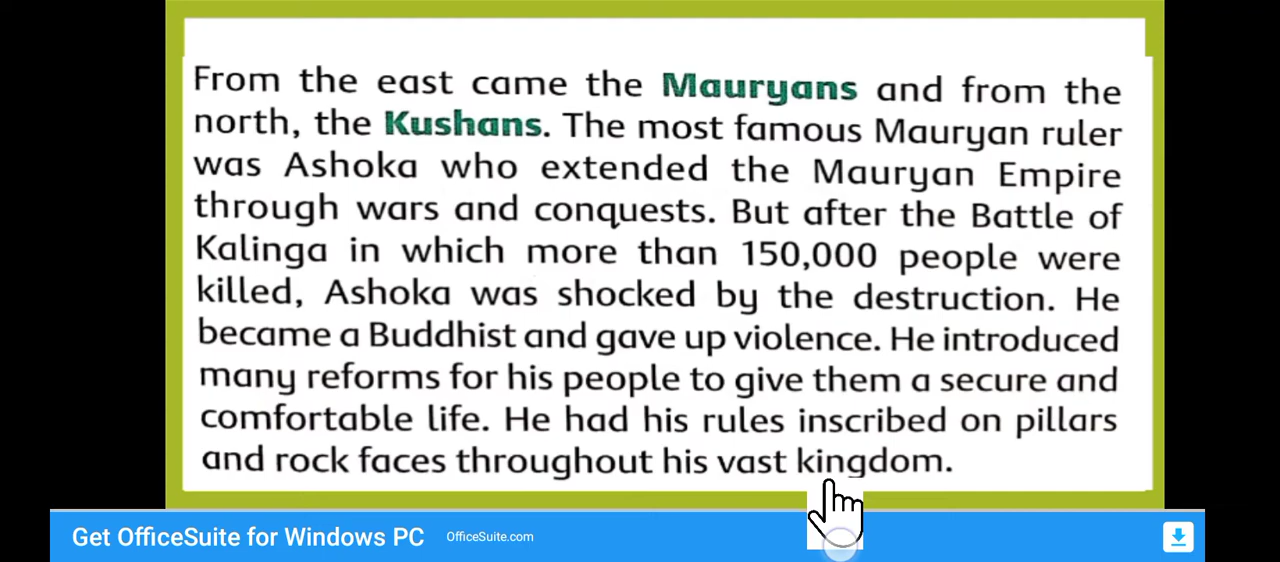 From the east came the Mauryans and from the
north, the Kushans. The most famous Mauryan ruler
was Ashoka who extended the Mauryan Empire
through wars and conquests. But after the Battle of
Kalinga in which more than 150,000 people were
killed, Ashoka was shocked by the destruction. He
became a Buddhist and gave up violence. He introduced
many reforms for his people to give them a secure and
comfortable life. He had his rules inscribed on pillars
and rock faces throughout his vast kingdom.
Get OfficeSuite for Windows PC OfficeSuite.com